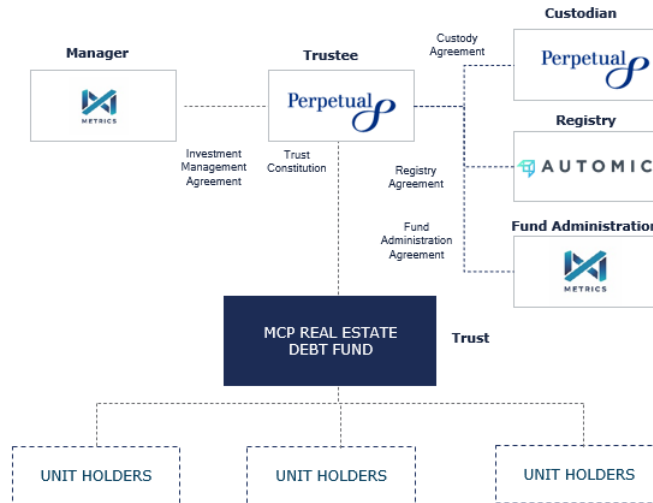 Custodian
Manager
Trustee
Custody
Agreement
METRICS
Perpetual
Perpetual
Registry
Investment
Management
Agreement
Trust
Constitution
Registry
Agreement
AUTOMIC
Fund
Administration
Agreement
Fund Administration
METRICS
MCP REAL ESTATE
DEBT FUND
Trust
UNIT HOLDERS
UNIT HOLDERS
UNIT HOLDERS